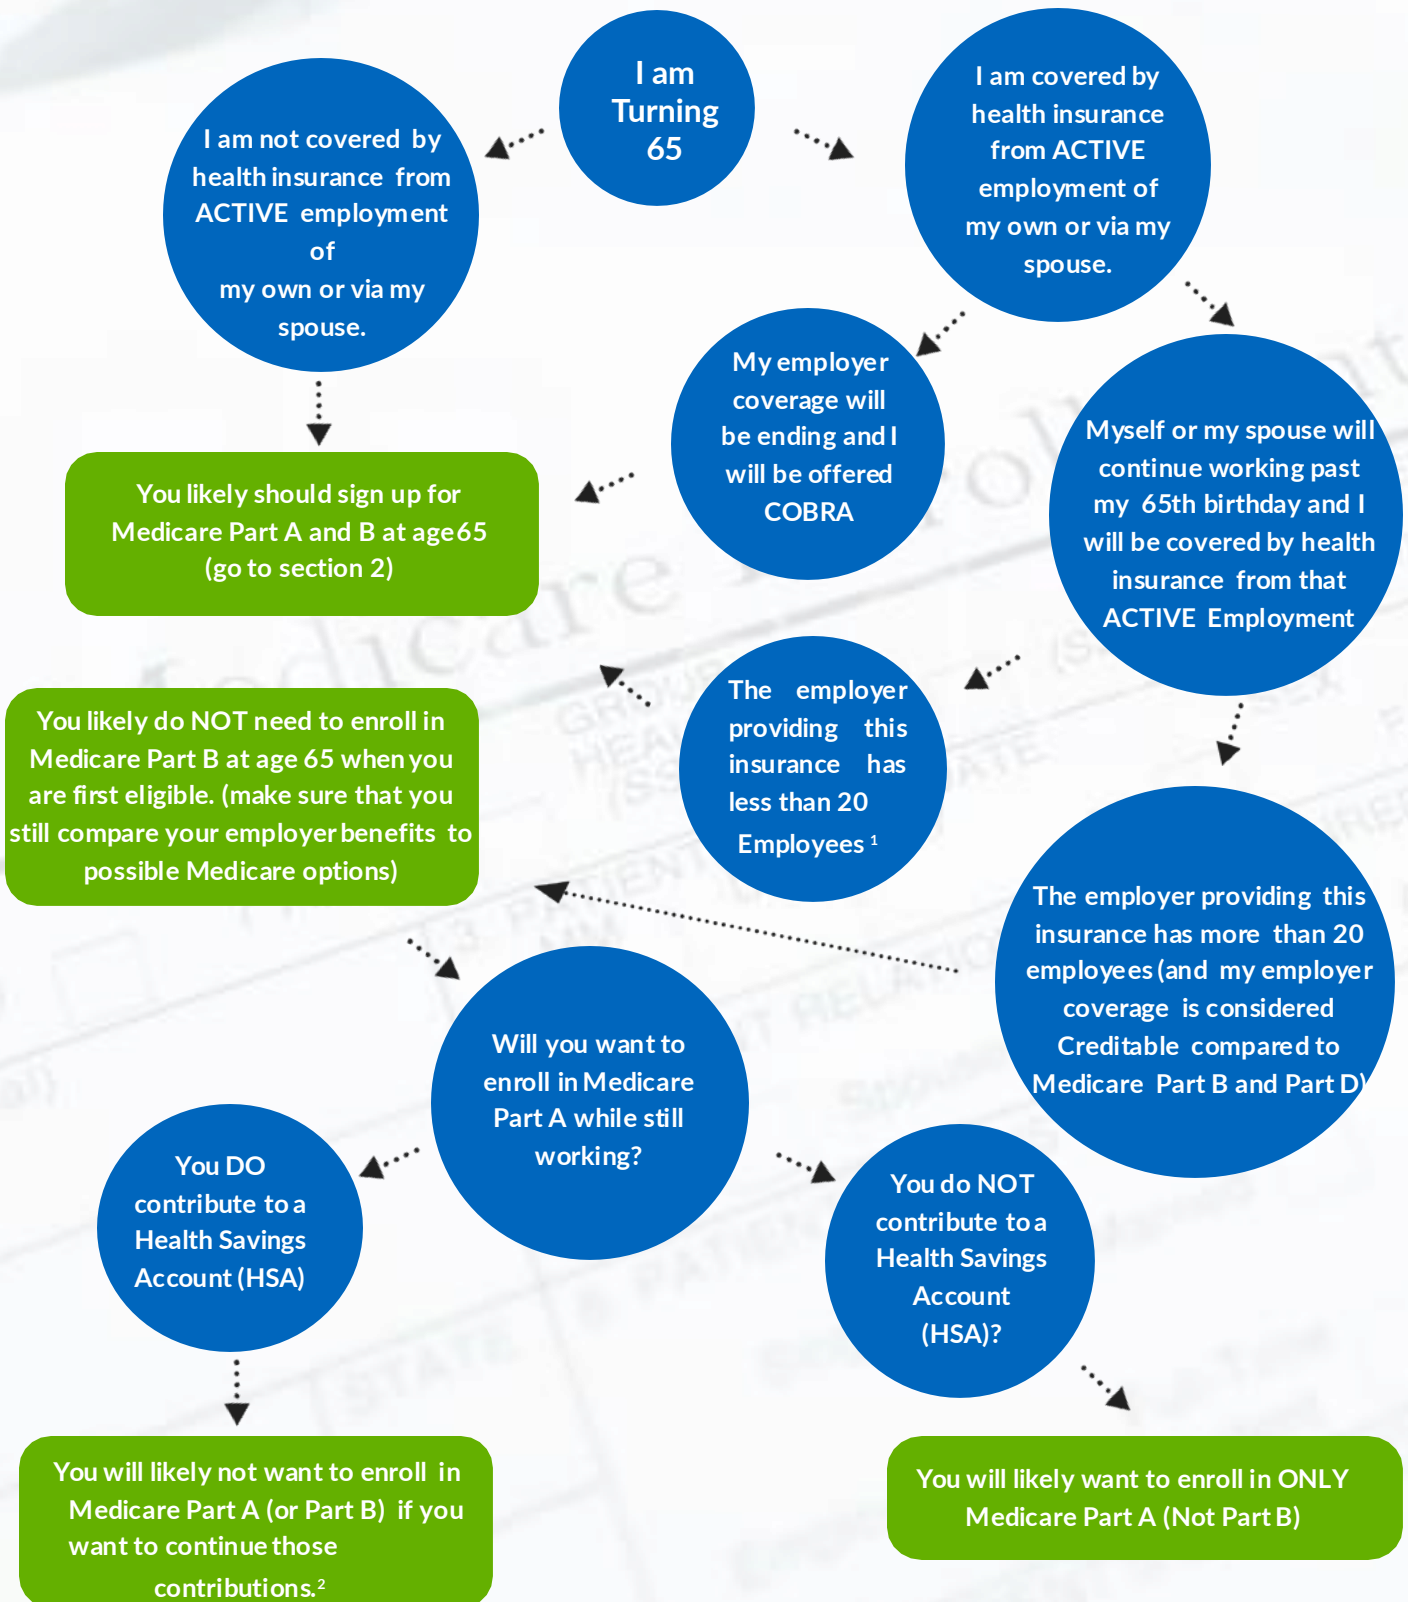 I am
Turning
65
I am not covered by
health insurance from
ACTIVE employment
of
my own or via my
spouse.
I am covered by
health insurance
from ACTIVE
employment of
my own or via my
spouse.
My employer
coverage will
be ending and I
will be offered
COBRA
Myself or my spouse will
continue working past
my 65th birthday and I
will be covered by health
insurance from that
ACTIVE Employment
You likely should sign up for
Medicare Part A and B at age 65
(go to section 2)
The employer
providing this
insurance has
less than 20
Employees ¹
You likely do NOT need to enroll in
Medicare Part B at age 65 when you
are first eligible. (make sure that you
still compare your employer benefits to
possible Medicare options)
The employer providing this
insurance has more than 20
employees (and my employer
coverage is considered
Creditable compared to
Medicare Part B and Part D)
Will you want to
enroll in Medicare
Part A while still
working?
You DO
contribute to a
Health Savings
Account (HSA)
You do NOT
contribute to a
Health Savings
Account
(HSA)?
You will likely not want to enroll in
Medicare Part A (or Part B) if you
want to continue those
contributions.²
You will likely want to enroll in ONLY
Medicare Part A (Not Part B)